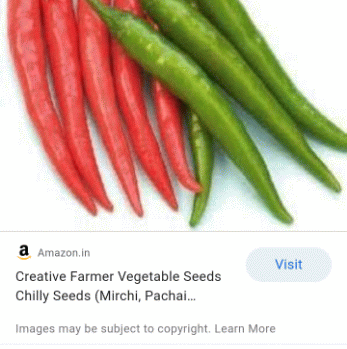 a Amazon.in
Visit
Creative Farmer Vegetable Seeds
Chilly Seeds (Mirchi, Pachai...
Images may be subject to copyright. Learn More